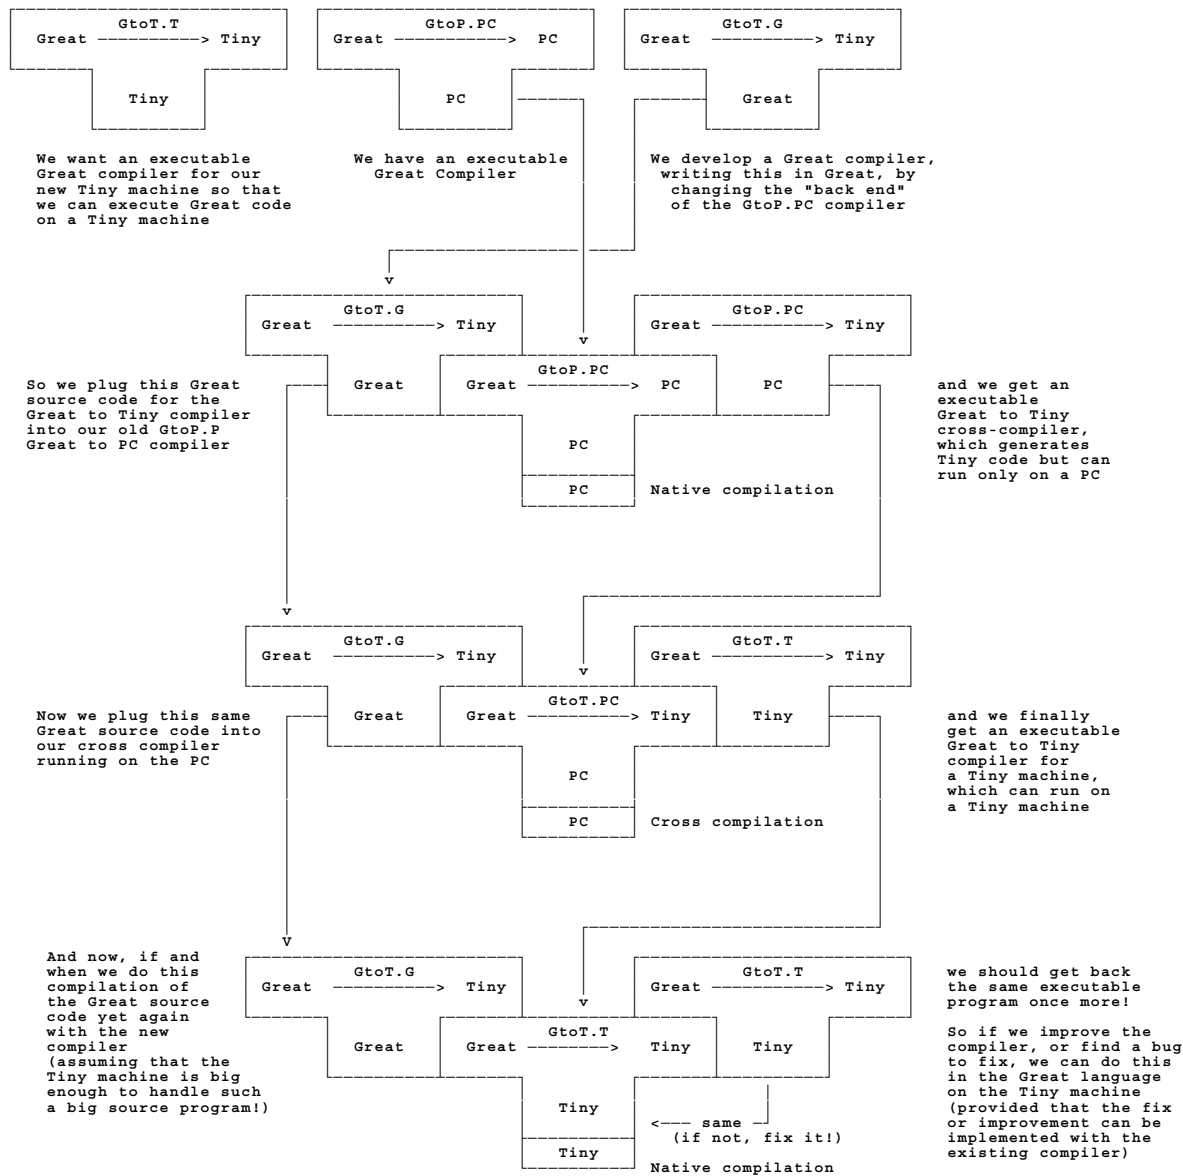 GtoT.T
Great ——————————> Tiny
Tiny
GtoP.PC
Great ——————————> PC
PC
GtoT.G
Great ——————————> Tiny
Great
We want an executable
Great compiler for our
new Tiny machine so that
we can execute Great code
on a Tiny machine
We have an executable
Great Compiler
We develop a Great compiler,
writing this in Great, by
changing the "back end"
of the GtoP.PC compiler
v
GtoT.G
Great ——————————> Tiny
Great
v
GtoP.PC
Great ——————————> PC
PC
PC
GtoP.PC
Great ——————————> Tiny
PC
So we plug this Great
source code for the
Great to Tiny compiler
into our old GtoP.P
Great to PC compiler
Native compilation
and we get an
executable
Great to Tiny
cross-compiler,
which generates
Tiny code but can
run only on a PC
v
GtoT.G
Great ——————————> Tiny
Great
v
GtoT.PC
Great ——————————> Tiny
PC
PC
GtoT.T
Great ——————————> Tiny
Tiny
Now we plug this same
Great source code into
our cross compiler
running on the PC
Cross compilation
and we finally
get an executable
Great to Tiny
compiler for
a Tiny machine,
which can run on
a Tiny machine
v
GtoT.G
Great ——————————> Tiny
Great
v
GtoT.T
Great ————————> Tiny
Tiny
Tiny
GtoT.T
Great ——————————> Tiny
Tiny
And now, if and
when we do this
compilation of
the Great source
code yet again
with the new
compiler
(assuming that the
Tiny machine is big
enough to handle such
a big source program!)
<——— same
(if not, fix it!)
Native compilation
we should get back
the same executable
program once more!
So if we improve the
compiler, or find a bug
to fix, we can do this
in the Great language
on the Tiny machine
(provided that the fix
or improvement can be
implemented with the
existing compiler)